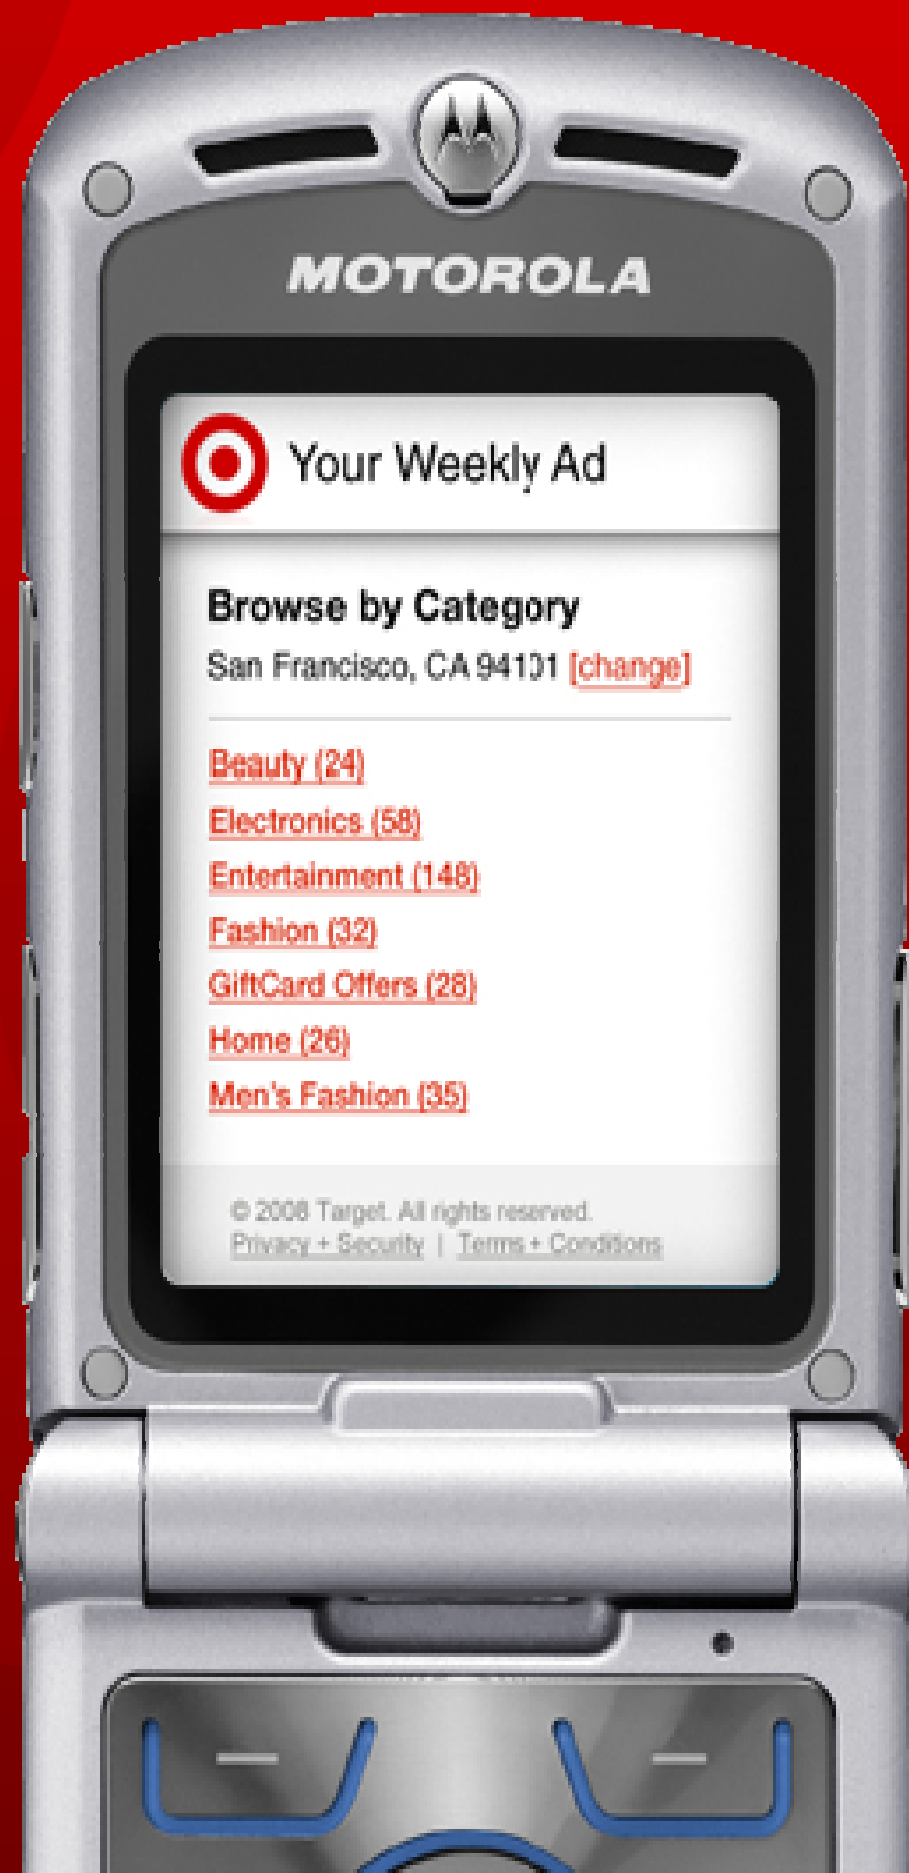 MOTOROLA
Your Weekly Ad
Browse by Category
San Francisco, CA 94101 [change]
Beauty (24)
Electronics (58)
Entertainment (148)
Fashion (32)
GiftCard Offers (28)
Home (26)
Men's Fashion (35)
© 2008 Target. All rights reserved.
Privacy + Security | Terms + Conditions